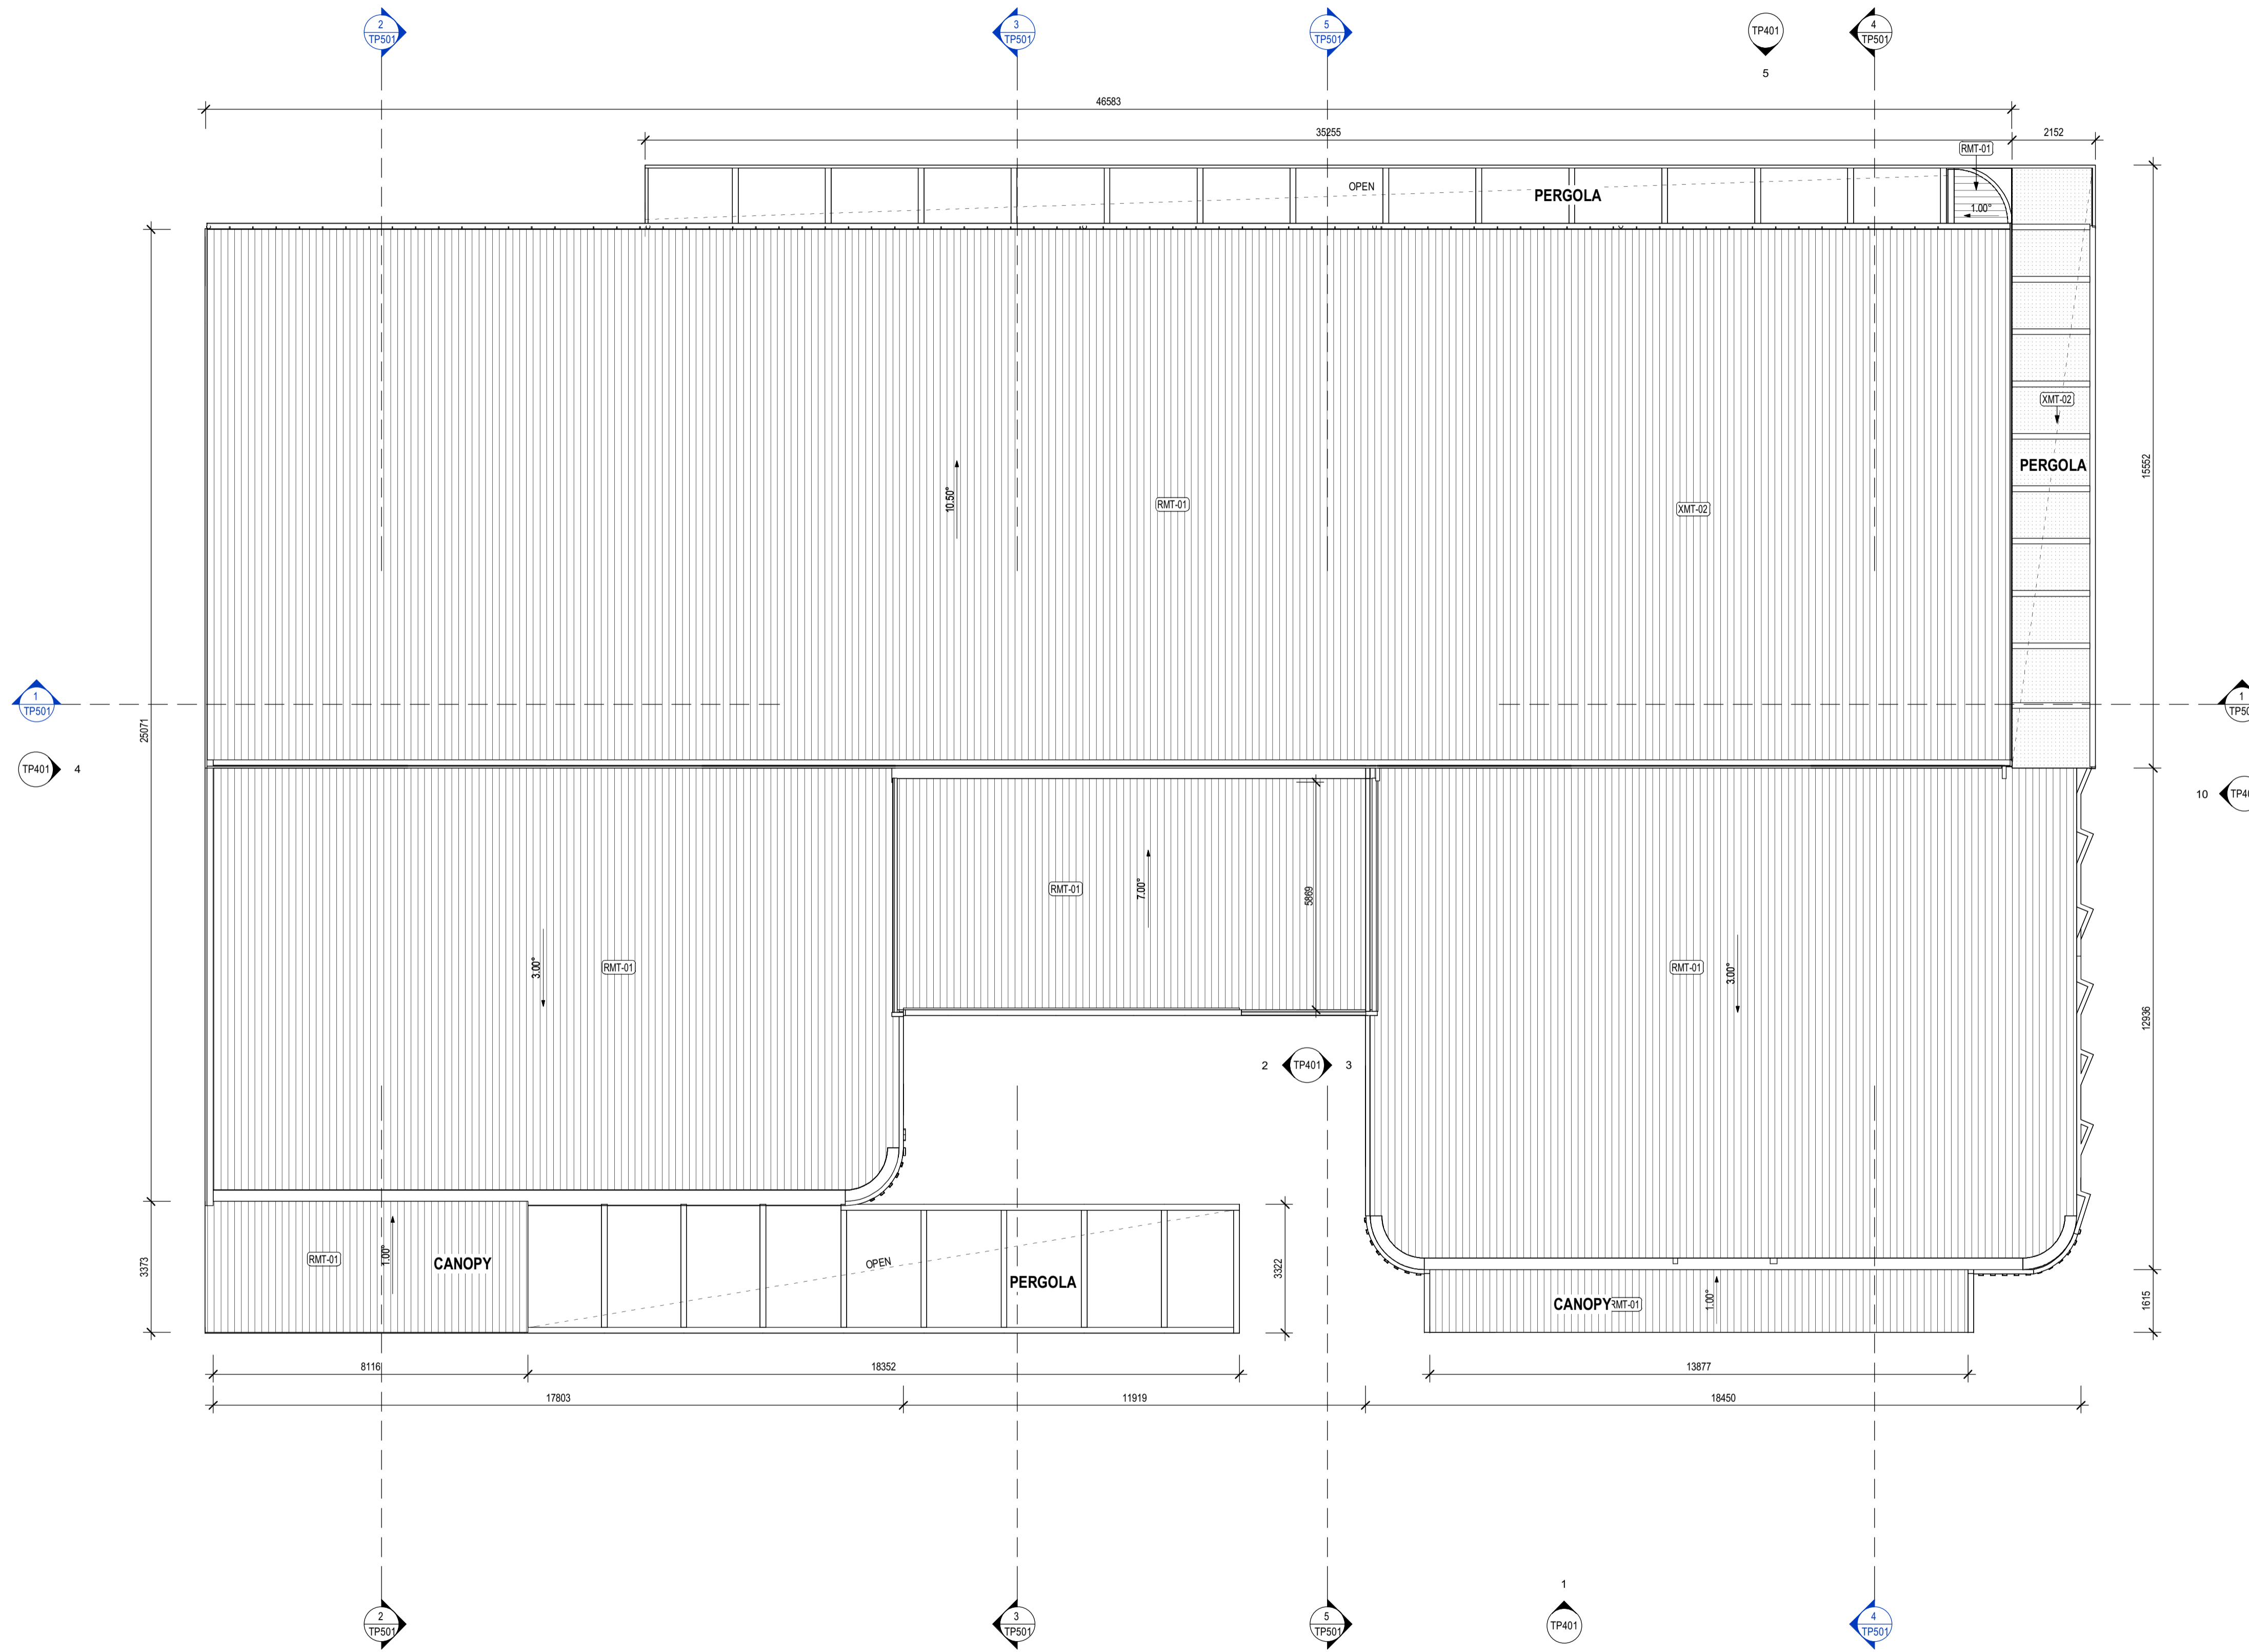 2
TP501
3
TP501
5
TP501
TP401
5
4
TP501
46583
35255
2152
RMT-01
OPEN
PERGOLA
1.00°
XMT-02
PERGOLA
15552
10.50°
RMT-01
XMT-02
1
TP501
25071
TP401
4
10
RMT-01
7.00°
5869
3.00°
RMT-01
RMT-01
3.00°
12936
2
TP401
3
RMT-01
1.00°
CANOPY
OPEN
PERGOLA
3373
3322
CANOPY
RMT-01
1.00°
1615
8116
18352
13877
17803
11919
18450
2
TP501
3
TP501
5
TP501
1
TP401
4
TP501